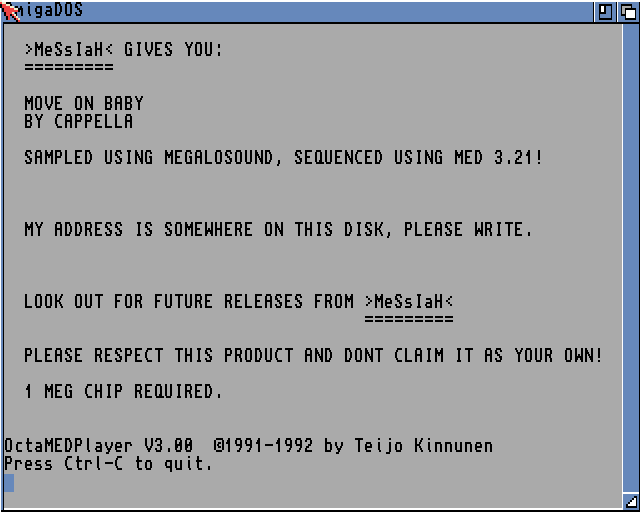 AmigaDOS
>MeSsIaH< GIVES YOU:
=========
MOVE ON BABY
BY CAPPELLA
SAMPLED USING MEGALOSOUND, SEQUENCED USING MED 3.21!
MY ADDRESS IS SOMEWHERE ON THIS DISK, PLEASE WRITE.
LOOK OUT FOR FUTURE RELEASES FROM >MeSsIaH<
=========
PLEASE RESPECT THIS PRODUCT AND DONT CLAIM IT AS YOUR OWN!
1 MEG CHIP REQUIRED.
OctaMEDPlayer V3.00  ©1991-1992 by Teijo Kinnunen
Press Ctrl-C to quit.